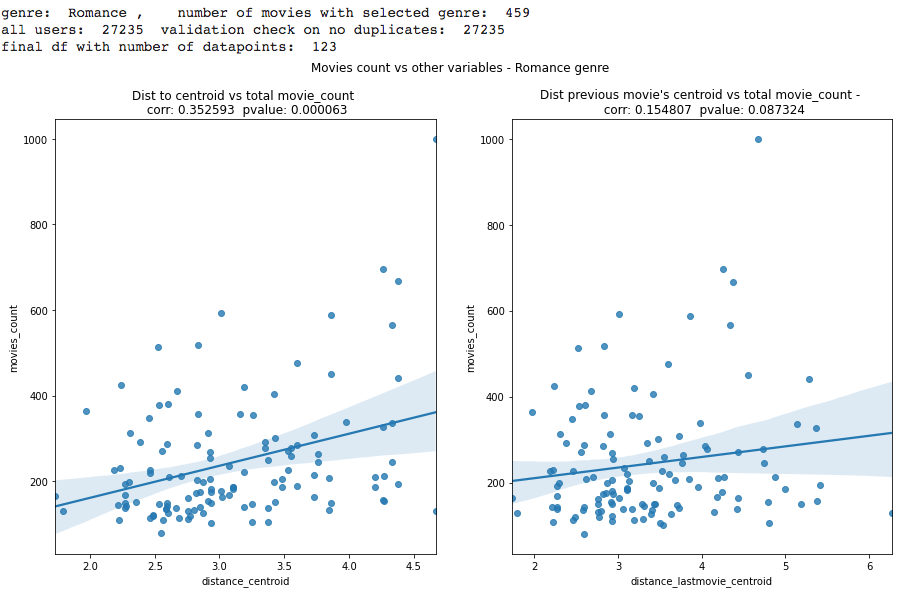 genre:  Romance ,    number of movies with selected genre:  459
all users:  27235  validation check on no duplicates:  27235
final df with number of datapoints:  123
Movies count vs other variables - Romance genre
Dist to centroid vs total movie_count
corr: 0.352593  pvalue: 0.000063
1000
800
600
400
200
movies_count
2.0 2.5 3.0 3.5 4.0 4.5
distance_centroid
Dist previous movie's centroid vs total movie_count -
corr: 0.154807  pvalue: 0.087324
1000
800
600
400
200
movies_count
2 3 4 5 6
distance_lastmovie_centroid